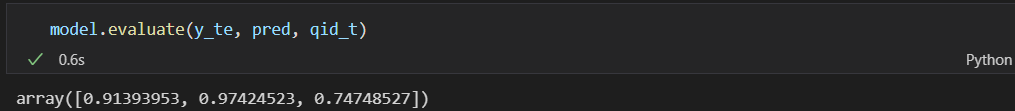 model.evaluate(y_te, pred, qid_t)
0.6s
Python
array([0.91393953, 0.97424523, 0.74748527])